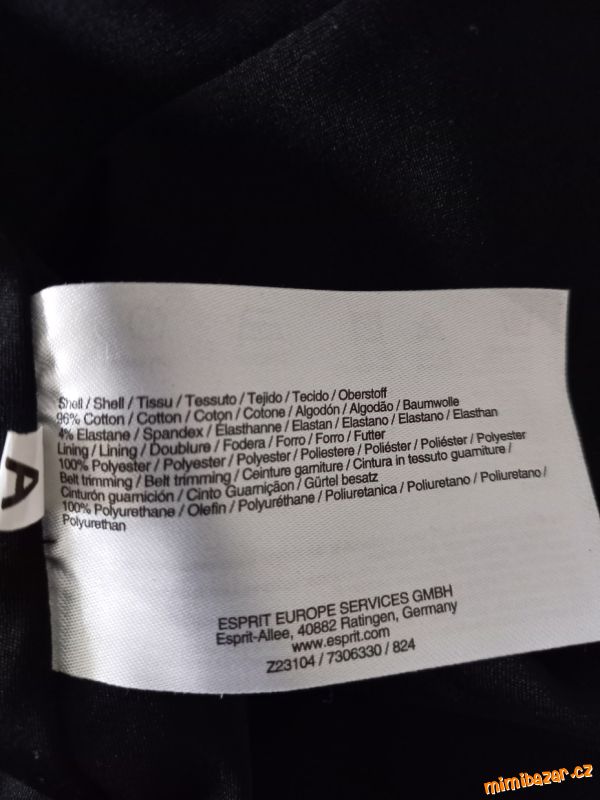 Shell / Shell / Tissu / Tessuto / Tejido / Tecido / Oberstoff
96% Cotton / Cotton / Coton / Cotone / Algodón / Algodão / Baumwolle
4% Elastane / Spandex / Élasthanne / Elastan / Elastano / Elastano / Elasthan
Lining / Lining / Doublure / Fodera / Forro / Forro / Futter
100% Polyester / Polyester / Polyester / Poliestere / Poliéster / Poliéster / Polyester
Belt trimming / Belt trimming / Ceinture garniture / Cintura in tessuto guarniture /
Cinturón guarnición / Cinto Guarniçãon / Gürtel besatz
100% Polyurethane / Olefin / Polyuréthane / Poliuretanica / Poliuretano / Poliuretano /
Polyurethan
A
ESPRIT EUROPE SERVICES GMBH
Esprit-Allee, 40882 Ratingen, Germany
www.esprit.com
Z23104 / 7306330 / 824
mimibazar.cz